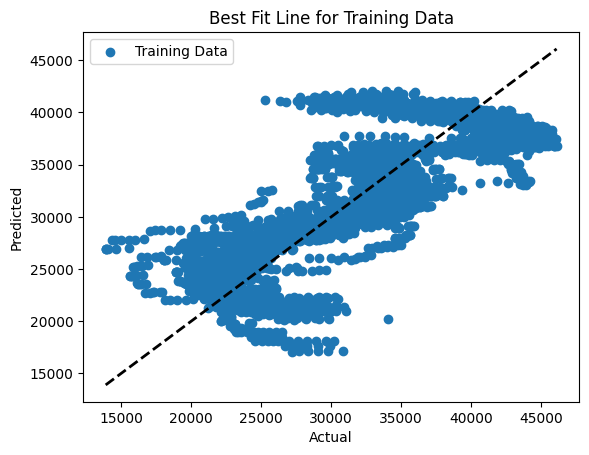 Best Fit Line for Training Data
Training Data
45000
40000
35000
30000
25000
20000
15000
Predicted
15000 20000 25000 30000 35000 40000 45000
Actual